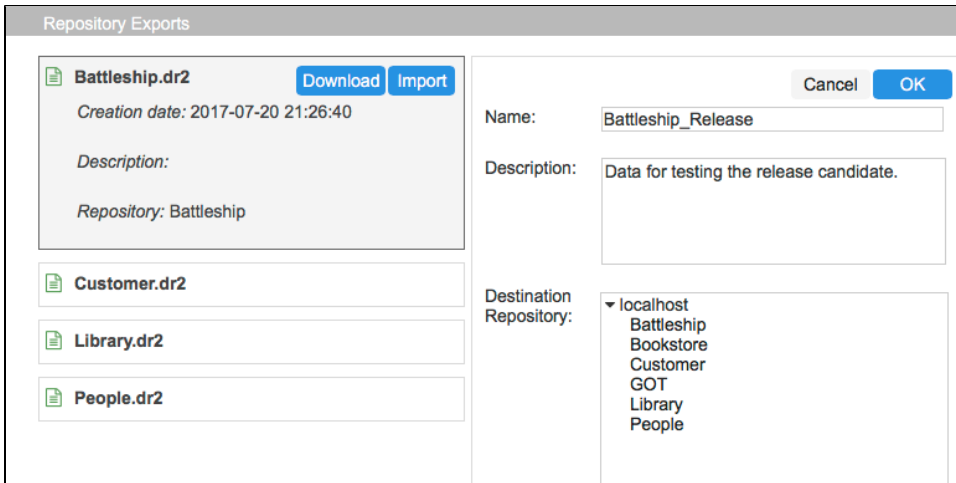 Repository Exports
Battleship.dr2
Download
Import
Creation date: 2017-07-20 21:26:40
Description:
Repository: Battleship
Customer.dr2
Library.dr2
People.dr2
Cancel
OK
Name:
Battleship_Release
Description:
Data for testing the release candidate.
Destination
Repository:
localhost
Battleship
Bookstore
Customer
GOT
Library
People